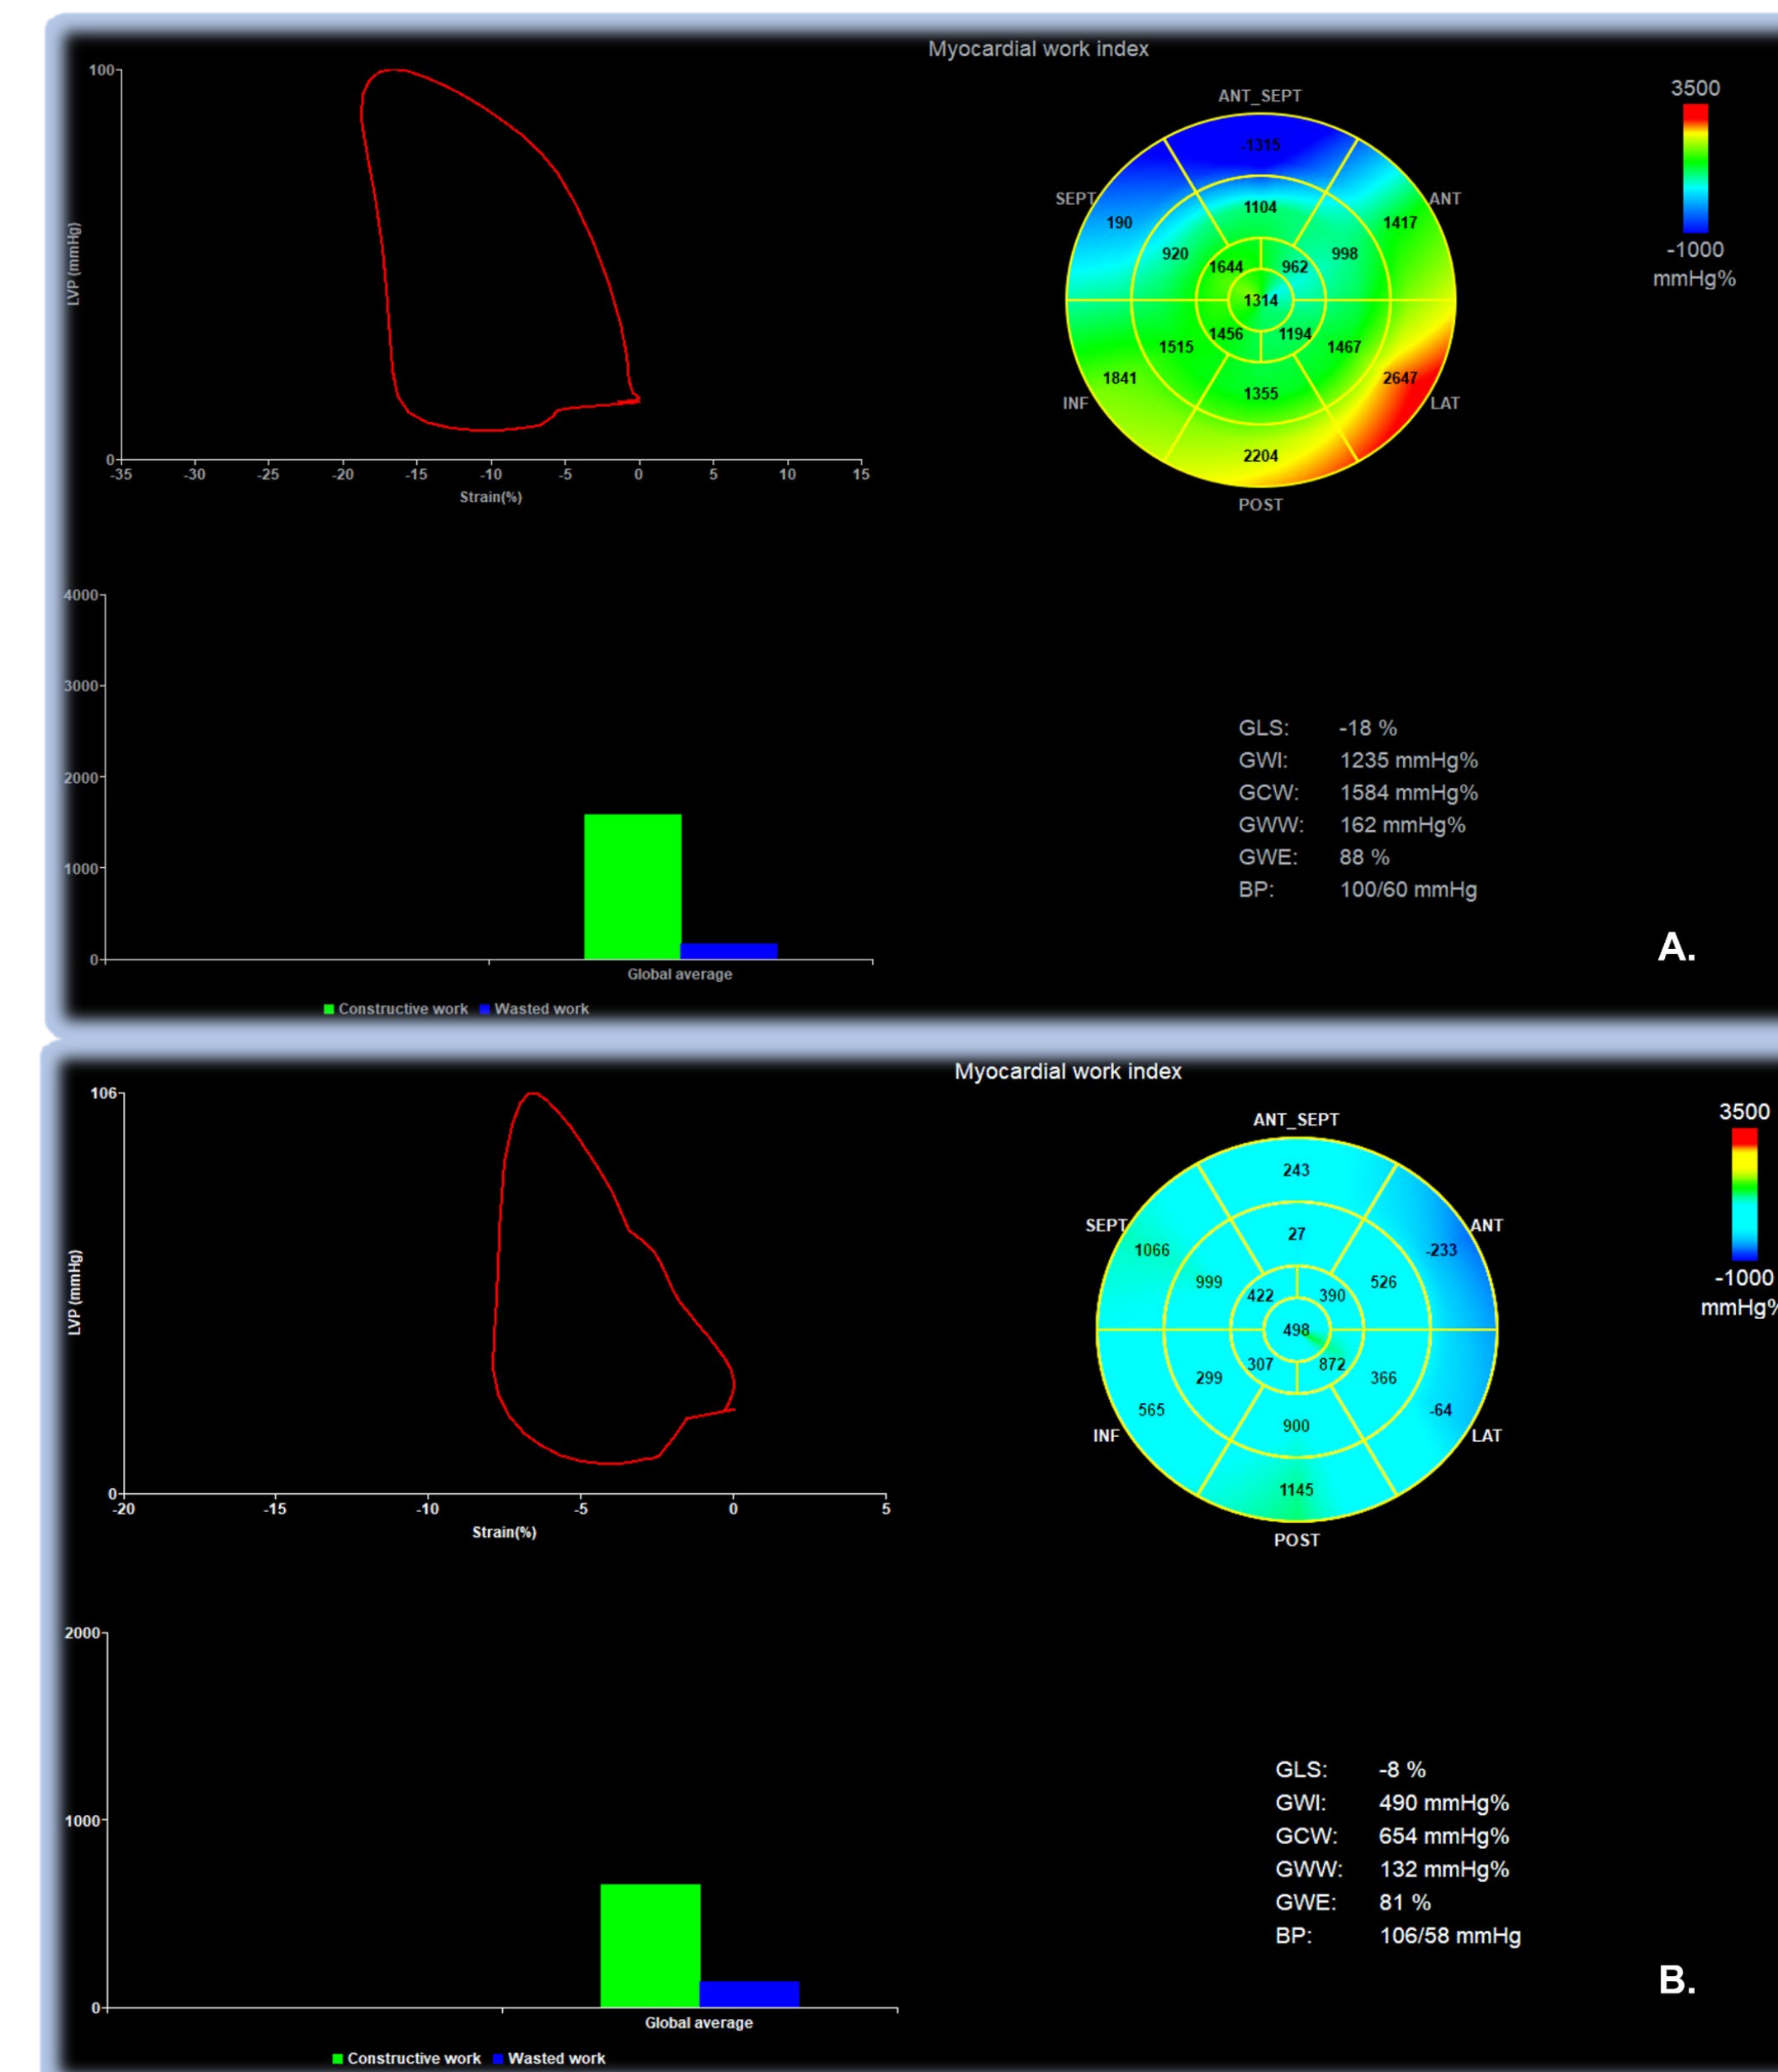 Myocardial work index
100
LVP (mmHg)
0
-35 -30 -25 -20 -15 -10 -5 0 5 10 15
Strain(%)
ANT_SEPT
-1315
SEPT ANT
190 1104 1417
920 998
1644 962
1314
1456 1194
1515 1467
1841 1355 2647
INF LAT
2204
POST
3500
-1000
mmHg%
4000
3000
2000
1000
0
Global average
Constructive work Wasted work
GLS: -18 %
GWI: 1235 mmHg%
GCW: 1584 mmHg%
GWW: 162 mmHg%
GWE: 88 %
BP: 100/60 mmHg
A.
Myocardial work index
106
LVP (mmHg)
0
-20 -15 -10 -5 0 5
Strain(%)
ANT_SEPT
243
SEPT ANT
1066 27 -233
999 526
422 390
498
307 872
299 366
565 900 -64
INF LAT
1145
POST
3500
-1000
mmHg%
2000
1000
0
Global average
Constructive work Wasted work
GLS: -8 %
GWI: 490 mmHg%
GCW: 654 mmHg%
GWW: 132 mmHg%
GWE: 81 %
BP: 106/58 mmHg
B.